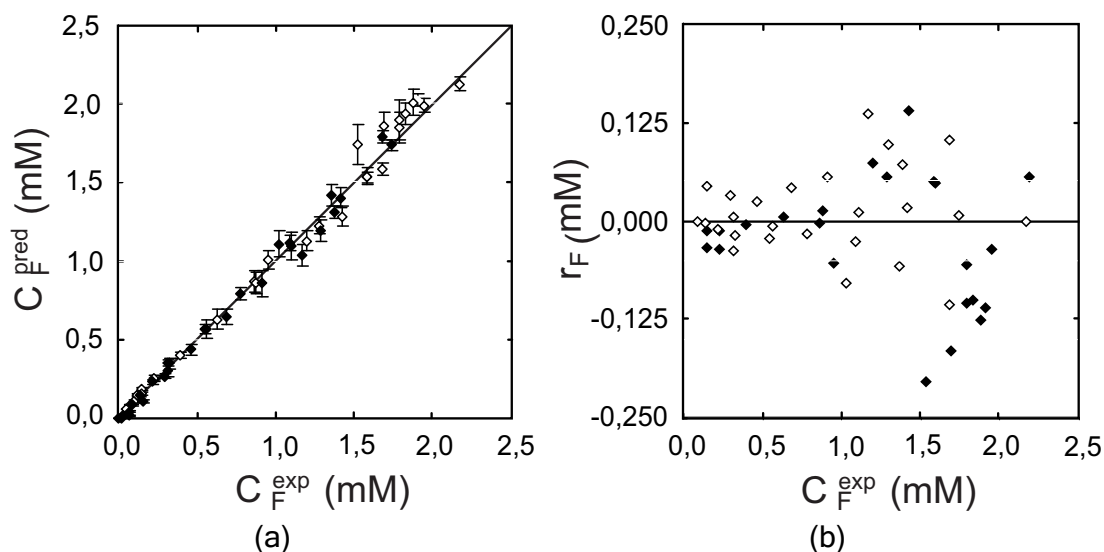 2,5
2,0
1,5
1,0
0,5
0,0
C F pred (mM)
0,0 0,5 1,0 1,5 2,0 2,5
C F exp (mM)
(a)
0,250
0,125
0,000
-0,125
-0,250
r F (mM)
0,0 0,5 1,0 1,5 2,0 2,5
C F exp (mM)
(b)